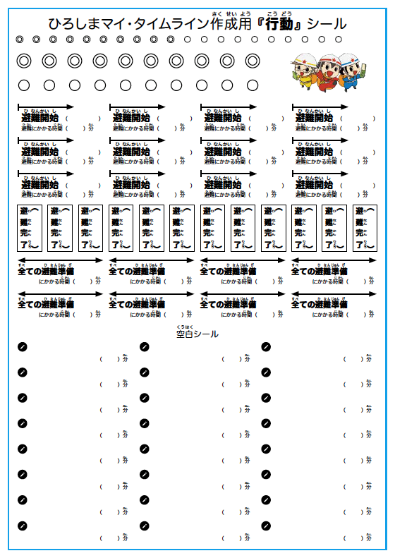 ひろしまマイ・タイムライン作成用『行動』シール
避難開始（　　） 避難開始（　　） 避難開始（　　） 避難開始（　　）
避難にかかる時間（　　）分 避難にかかる時間（　　）分 避難にかかる時間（　　）分 避難にかかる時間（　　）分
避難開始（　　） 避難開始（　　） 避難開始（　　） 避難開始（　　）
避難にかかる時間（　　）分 避難にかかる時間（　　）分 避難にかかる時間（　　）分 避難にかかる時間（　　）分
避難開始（　　） 避難開始（　　） 避難開始（　　） 避難開始（　　）
避難にかかる時間（　　）分 避難にかかる時間（　　）分 避難にかかる時間（　　）分 避難にかかる時間（　　）分
避難完了（　　） 避難完了（　　） 避難完了（　　） 避難完了（　　） 避難完了（　　） 避難完了（　　） 避難完了（　　） 避難完了（　　） 避難完了（　　） 避難完了（　　） 避難完了（　　） 避難完了（　　）
全ての避難準備 全ての避難準備 全ての避難準備 全ての避難準備
にかかる時間（　　）分 にかかる時間（　　）分 にかかる時間（　　）分 にかかる時間（　　）分
全ての避難準備 全ての避難準備 全ての避難準備 全ての避難準備
にかかる時間（　　）分 にかかる時間（　　）分 にかかる時間（　　）分 にかかる時間（　　）分
空白シール
（　　）分 （　　）分 （　　）分
（　　）分 （　　）分 （　　）分
（　　）分 （　　）分 （　　）分
（　　）分 （　　）分 （　　）分
（　　）分 （　　）分 （　　）分
（　　）分 （　　）分 （　　）分
（　　）分 （　　）分 （　　）分
（　　）分 （　　）分 （　　）分